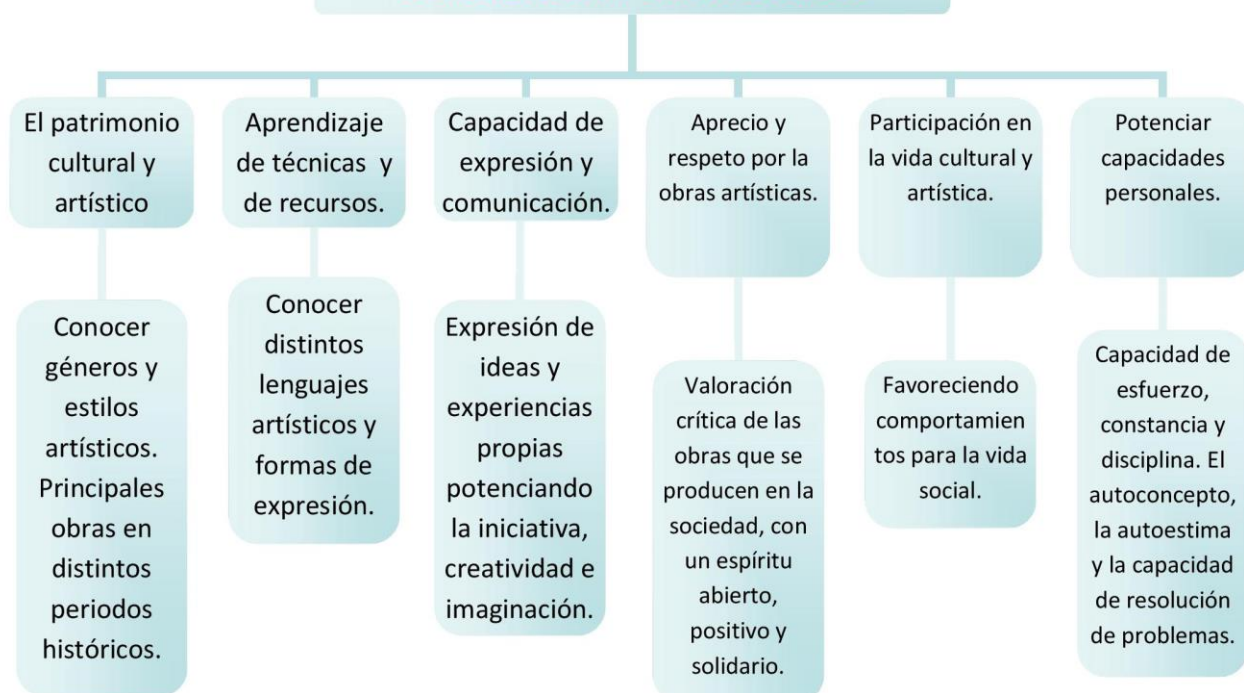 El patrimonio
cultural y
artístico
Aprendizaje
de técnicas y
de recursos.
Capacidad de
expresión y
comunicación.
Aprecio y
respeto por la
obras artísticas.
Participación en
la vida cultural y
artística.
Potenciar
capacidades
personales.
Conocer
géneros y
estilos
artísticos.
Principales
obras en
distintos
periodos
históricos.
Conocer
distintos
lenguajes
artísticos y
formas de
expresión.
Expresión de
ideas y
experiencias
propias
potenciando
la iniciativa,
creatividad e
imaginación.
Valoración
crítica de las
obras que se
producen en la
sociedad, con
un espíritu
abierto,
positivo y
solidario.
Favoreciendo
comportamien
tos para la vida
social.
Capacidad de
esfuerzo,
constancia y
disciplina. El
autoconcepto,
la autoestima
y la capacidad
de resolución
de problemas.